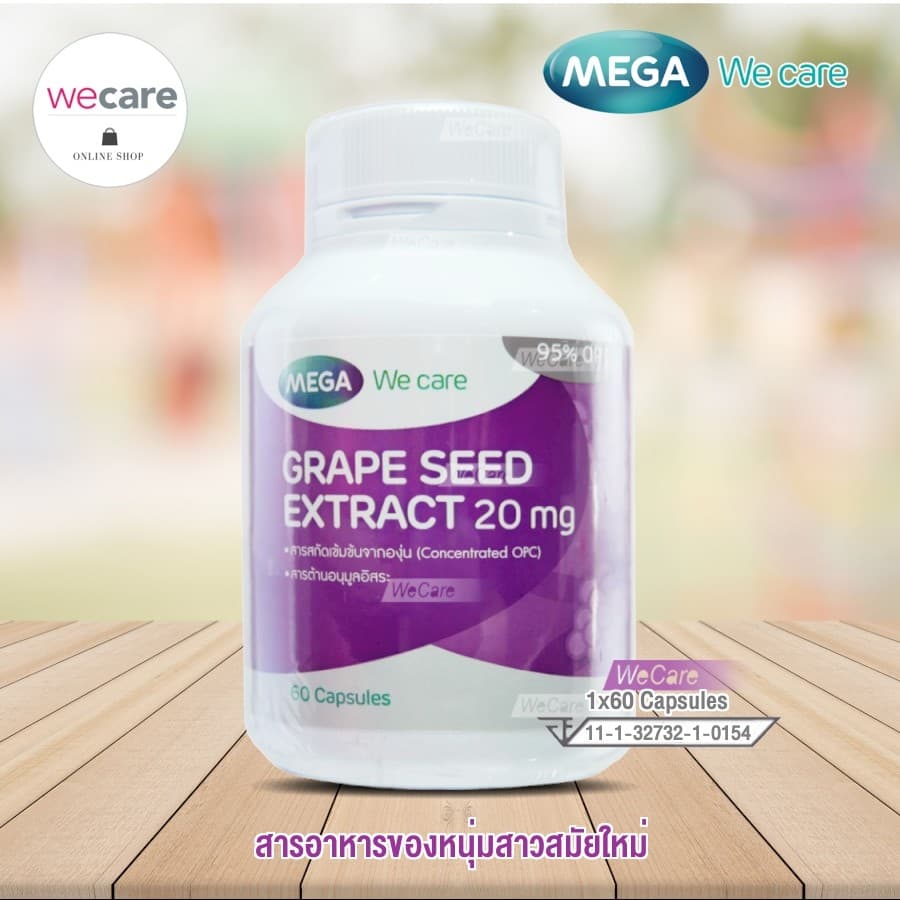 wecare
ONLINE SHOP
MEGA We care
WeCare
WeCare
95%
WeCare
MEGA We care
GRAPE SEED
WeCare
EXTRACT 20 mg
•สารสกัดเข้มข้นจากองุ่น (Concentrated OPC)
•สารต้านอนุมูลอิสระ
WeCare
60 Capsules
WeCare
WeCare
1x60 Capsules
11-1-32732-1-0154
สารอาหารของหนุ่มสาวสมัยใหม่